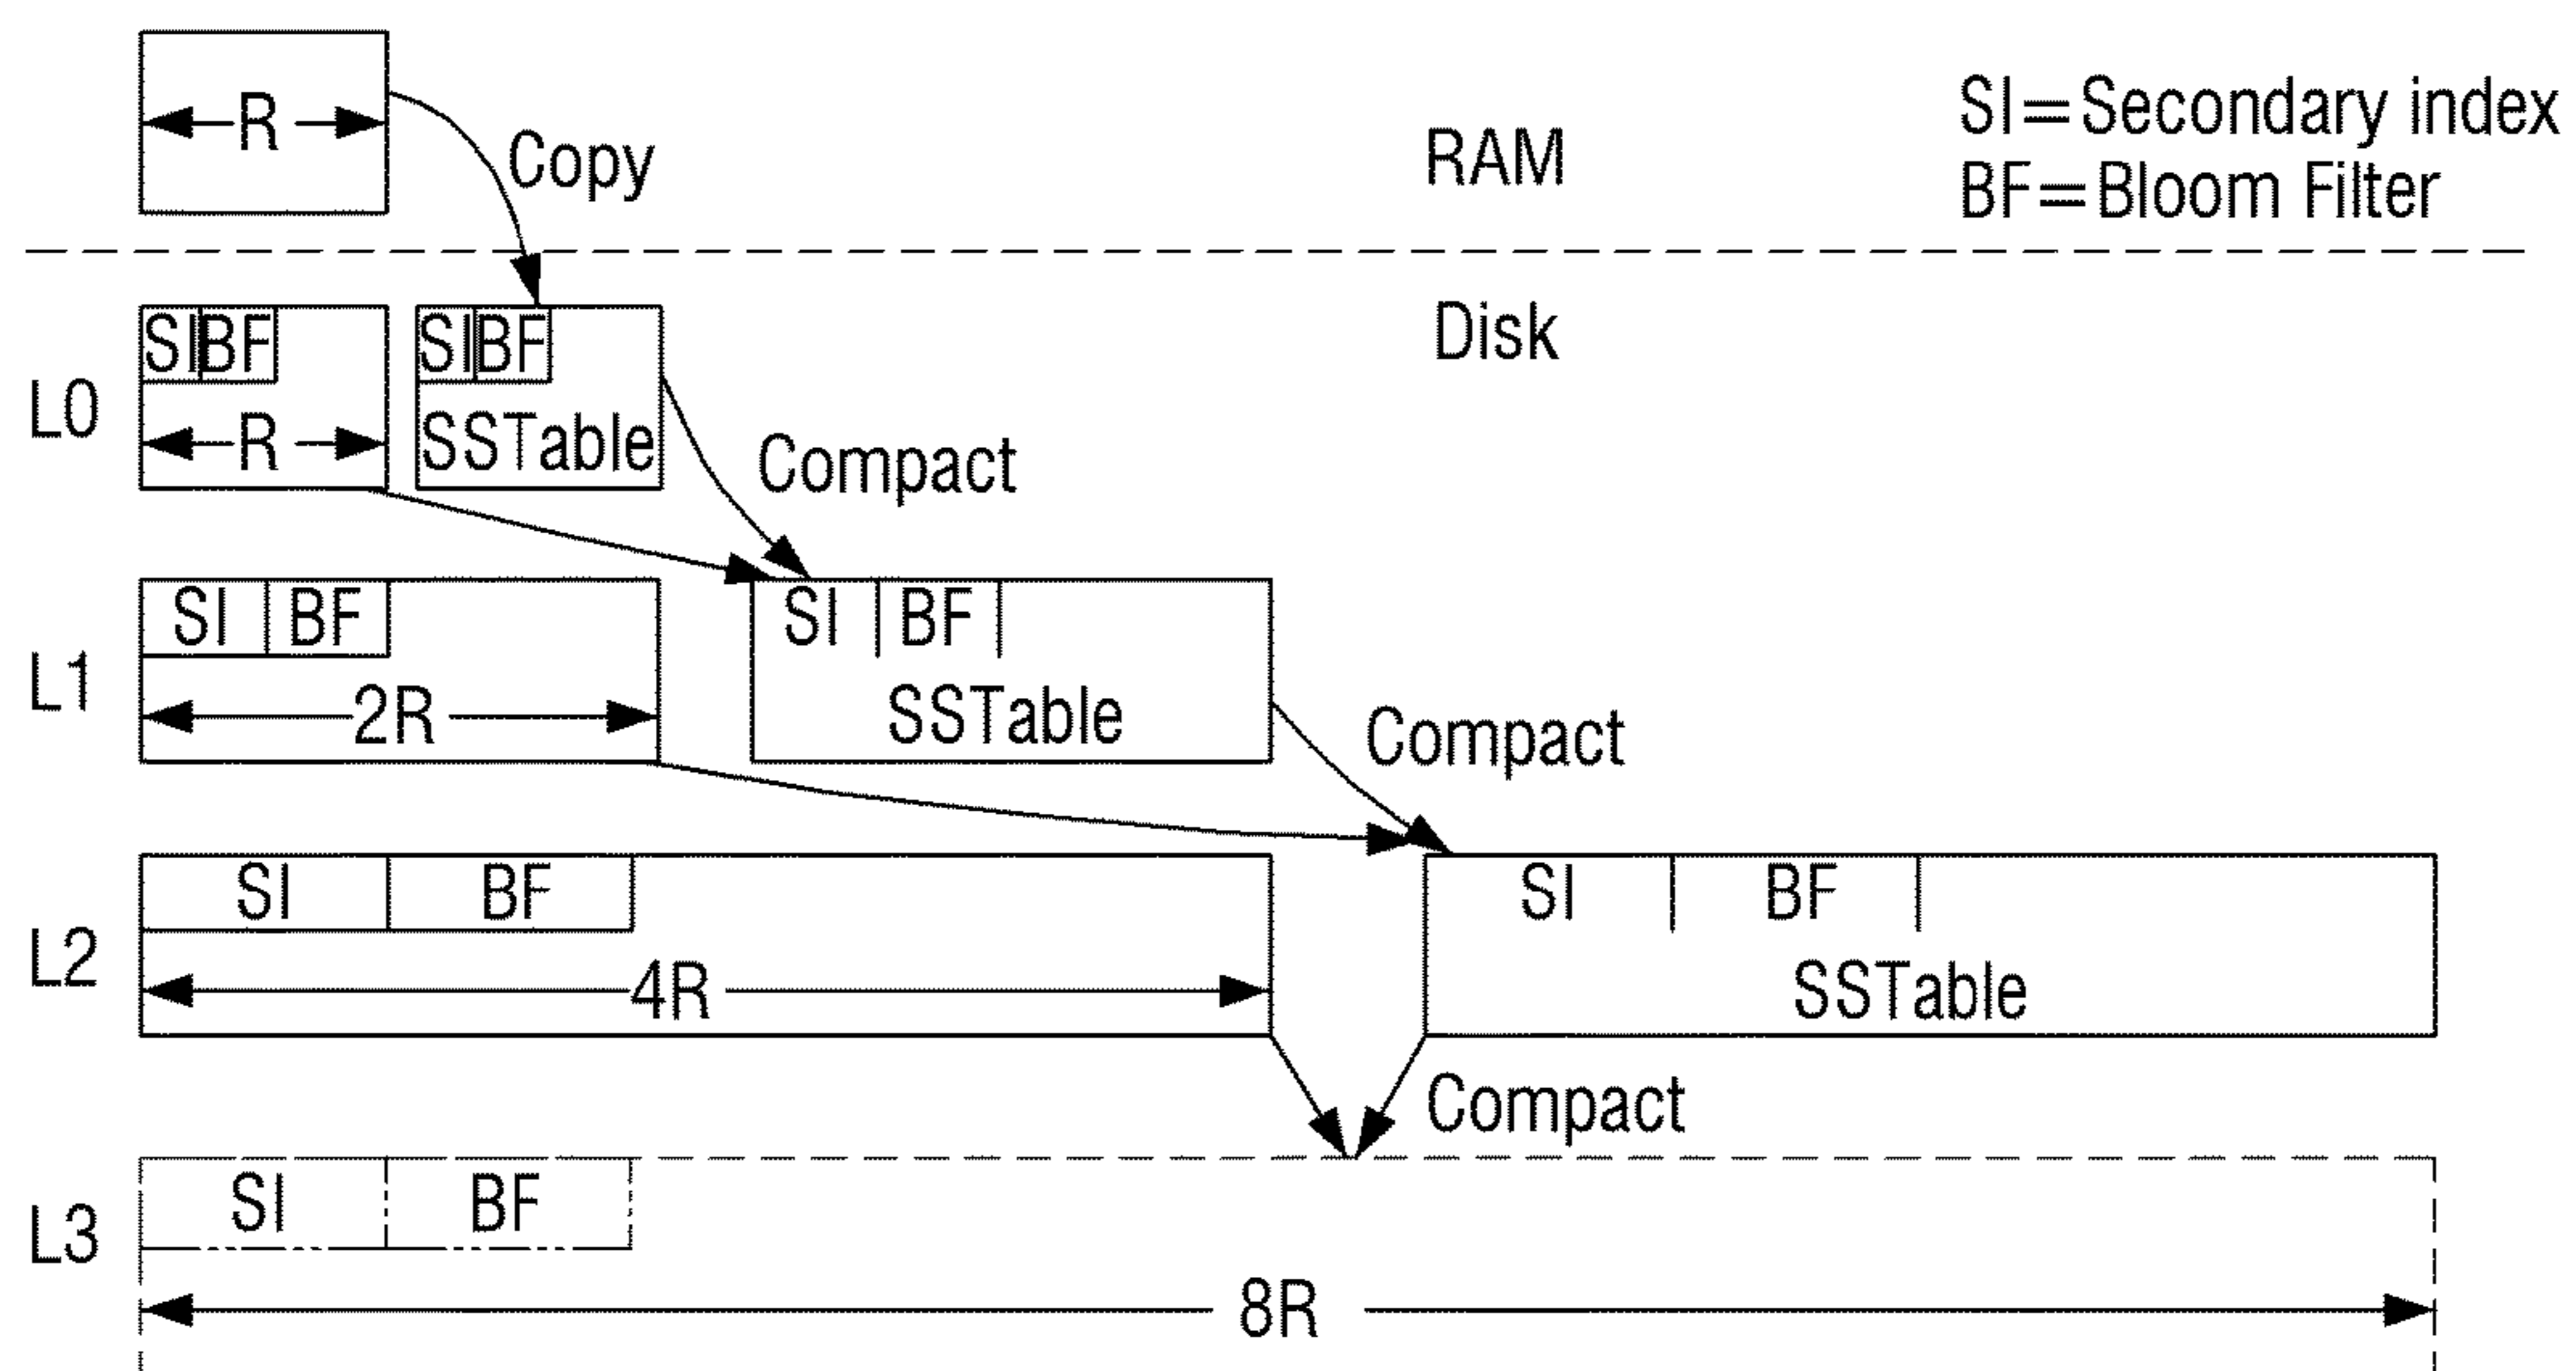 R
Copy
RAM
SI=Secondary index
BF=Bloom Filter
Disk
L0
SI BF
R
SI BF
SSTable
Compact
L1
SI BF
2R
SI BF
SSTable
Compact
L2
SI BF
4R
SI BF
SSTable
Compact
L3
SI BF
8R